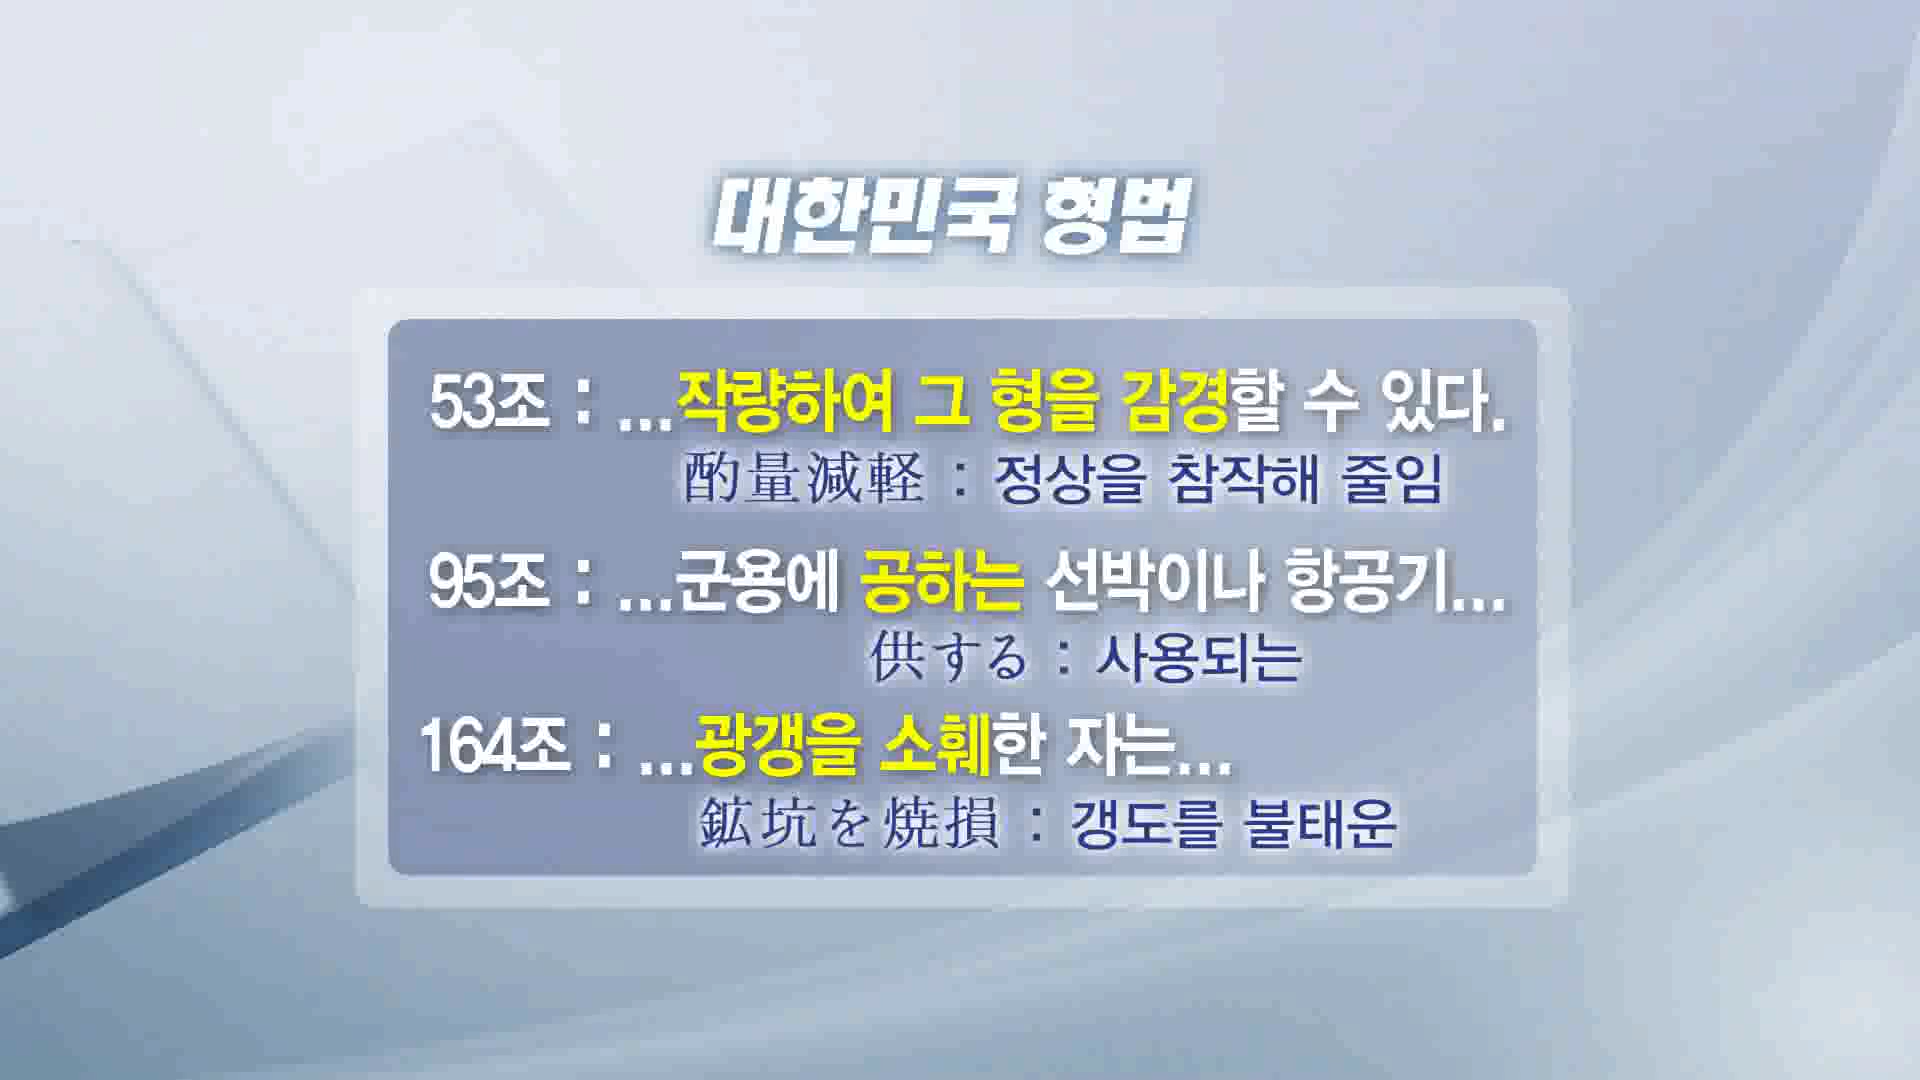 대한민국 형법
53조 : ...작량하여 그 형을 감경할 수 있다.
酌量減軽 : 정상을 참작해 줄임
95조 : ...군용에 공하는 선박이나 항공기...
供する : 사용되는
164조 : ...광갱을 소훼한 자는...
鉱坑を焼損 : 갱도를 불태운